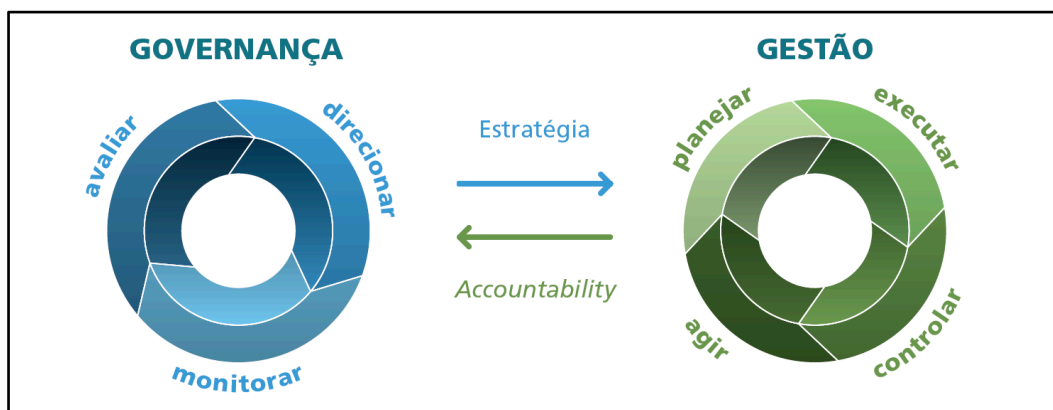 GOVERNANÇA
avaliar
direcionar
monitorar
Estratégia
Accountability
GESTÃO
planejar
executar
controlar
agir